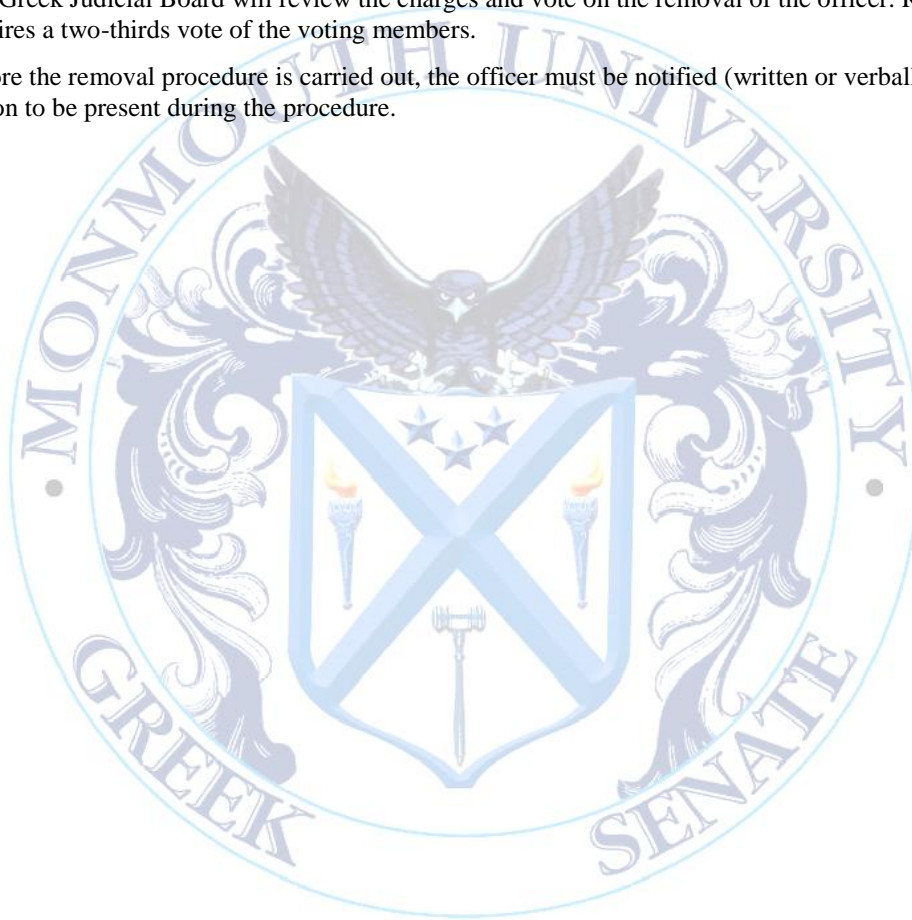 Greek Judicial Board will review the charges and vote on the removal of the officer.
ires a two-thirds vote of the voting members.
ore the removal procedure is carried out, the officer must be notified (written or verball
on to be present during the procedure.
MONMOUTH UNIVERSITY
GREEK SENATE